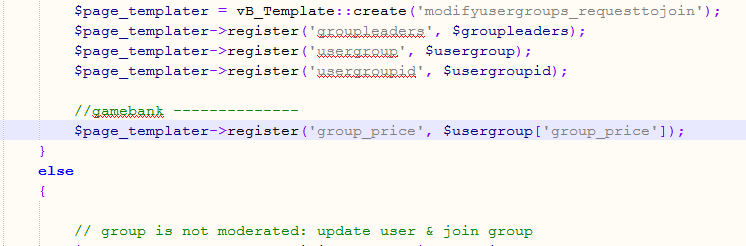 $page_templater = vB_Template::create('modifyusergroups_requesttojoin');
$page_templater->register('groupleaders', $groupleaders);
$page_templater->register('usergroup', $usergroup);
$page_templater->register('usergroupid', $usergroupid);
//gamebank --------------
$page_templater->register('group_price', $usergroup['group_price']);
}
else
{
// group is not moderated: update user & join group